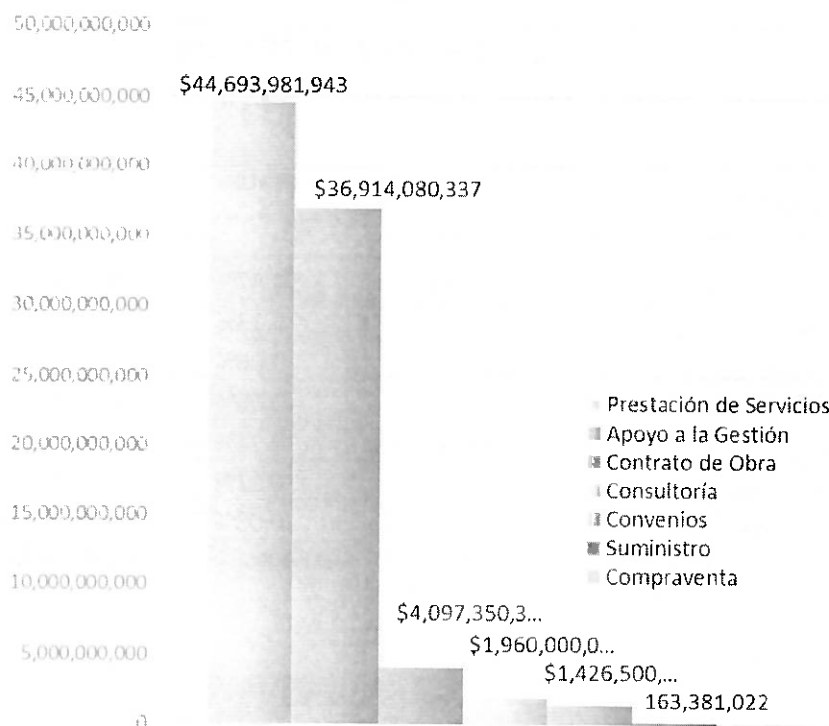 50,000,000,000
45,000,000,000
40,000,000,000
35,000,000,000
30,000,000,000
25,000,000,000
20,000,000,000
15,000,000,000
10,000,000,000
5,000,000,000
0
$44,693,981,943
$36,914,080,337
$4,097,350,3...
$1,960,000,0...
$1,426,500,...
163,381,022
Prestación de Servicios
Apoyo a la Gestión
Contrato de Obra
Consultoría
Convenios
Suministro
Compraventa